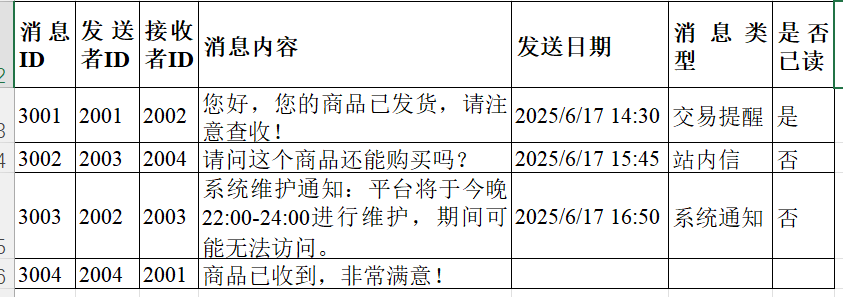 消息ID 发送者ID 接收者ID 消息内容 发送日期 消息类型 是否已读
3001 2001 2002 您好，您的商品已发货，请注意查收！ 2025/6/17 14:30 交易提醒 是
3002 2003 2004 请问这个商品还能购买吗？ 2025/6/17 15:45 站内信 否
3003 2002 2003 系统维护通知：平台将于今晚22:00-24:00进行维护，期间可能无法访问。 2025/6/17 16:50 系统通知 否
3004 2004 2001 商品已收到，非常满意！